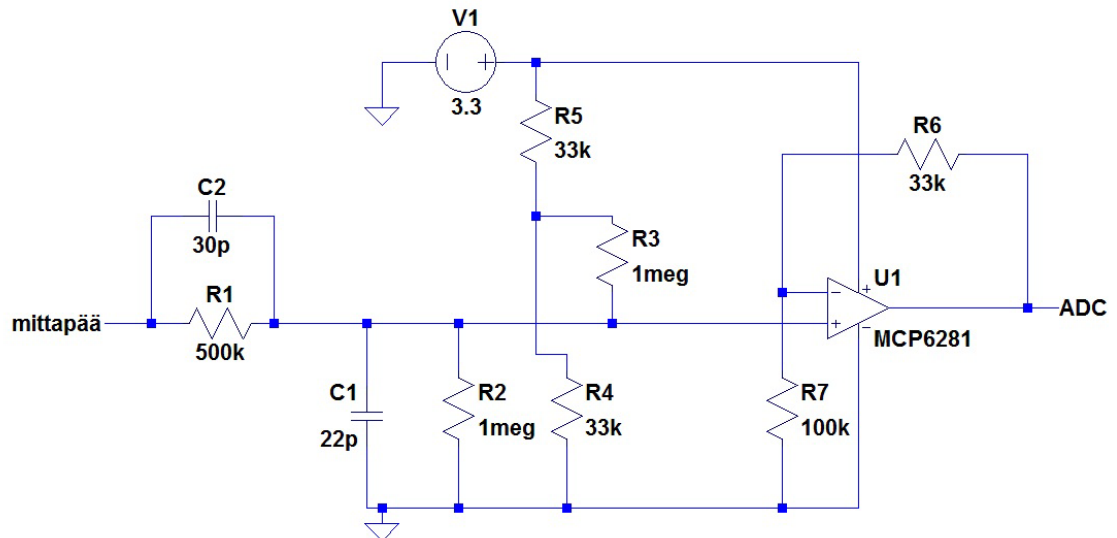 V1
3.3
R5
33k
R6
33k
C2
30p
R3
1meg
U1
mittapää
R1
500k
ADC
MCP6281
C1
22p
R2
1meg
R4
33k
R7
100k